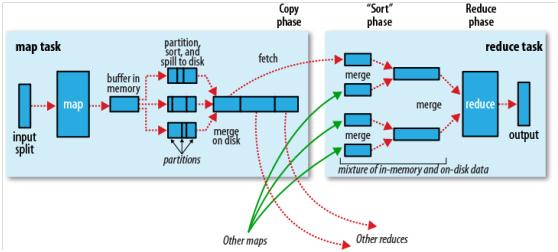 Copy
phase
"Sort"
phase
Reduce
phase
map task
reduce task
partition,
sort, and
spill to disk
fetch
buffer in
memory
merge
map
merge
reduce
input
split
merge
on disk
merge
output
partitions
mixture of in-memory and on-disk data
Other maps
Other reduces